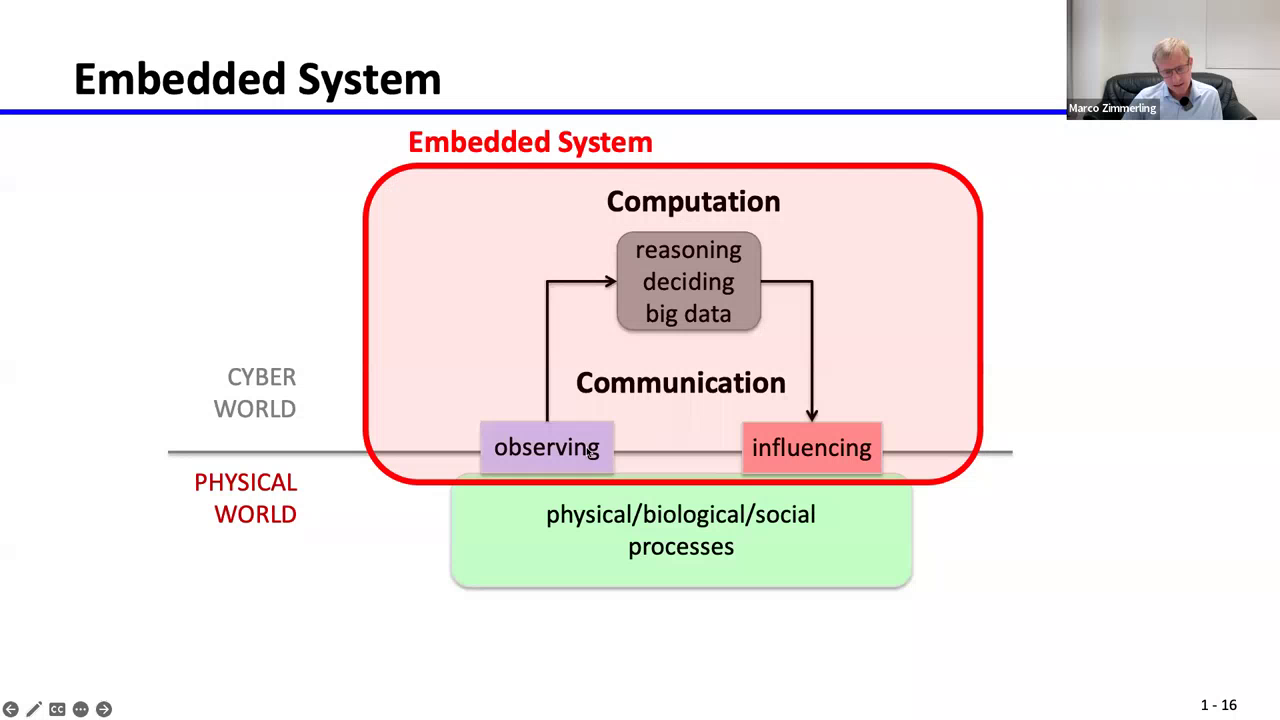 Embedded System
Marco Zimmerling
Embedded System
Computation
reasoning
deciding
big data
CYBER
WORLD
Communication
observing
influencing
PHYSICAL
WORLD
physical/biological/social
processes
CC
1 - 16